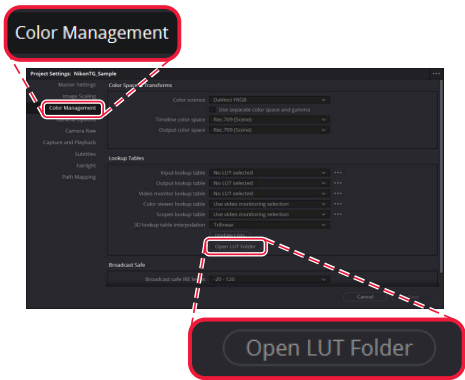 Color Management
Project Settings: NikonTG_Sample
Master Settings
Image Scaling
Color Management
General Options
Camera Raw
Capture and Playback
Subtitles
Fairlight
Path Mapping
Color Space & Transforms
Color science DaVinci YRGB
Use separate color space and gamma
Timeline color space Rec.709 (Scene)
Output color space Rec.709 (Scene)
Lookup Tables
Input lookup table No LUT selected
Output lookup table No LUT selected
Video monitor lookup table No LUT selected
Color viewer lookup table Use video monitoring selection
Scopes lookup table Use video monitoring selection
3D lookup table interpolation Trilinear
Update Lists
Open LUT Folder
Broadcast Safe
Broadcast safe IRE levels -20 - 120
Cancel
Open LUT Folder